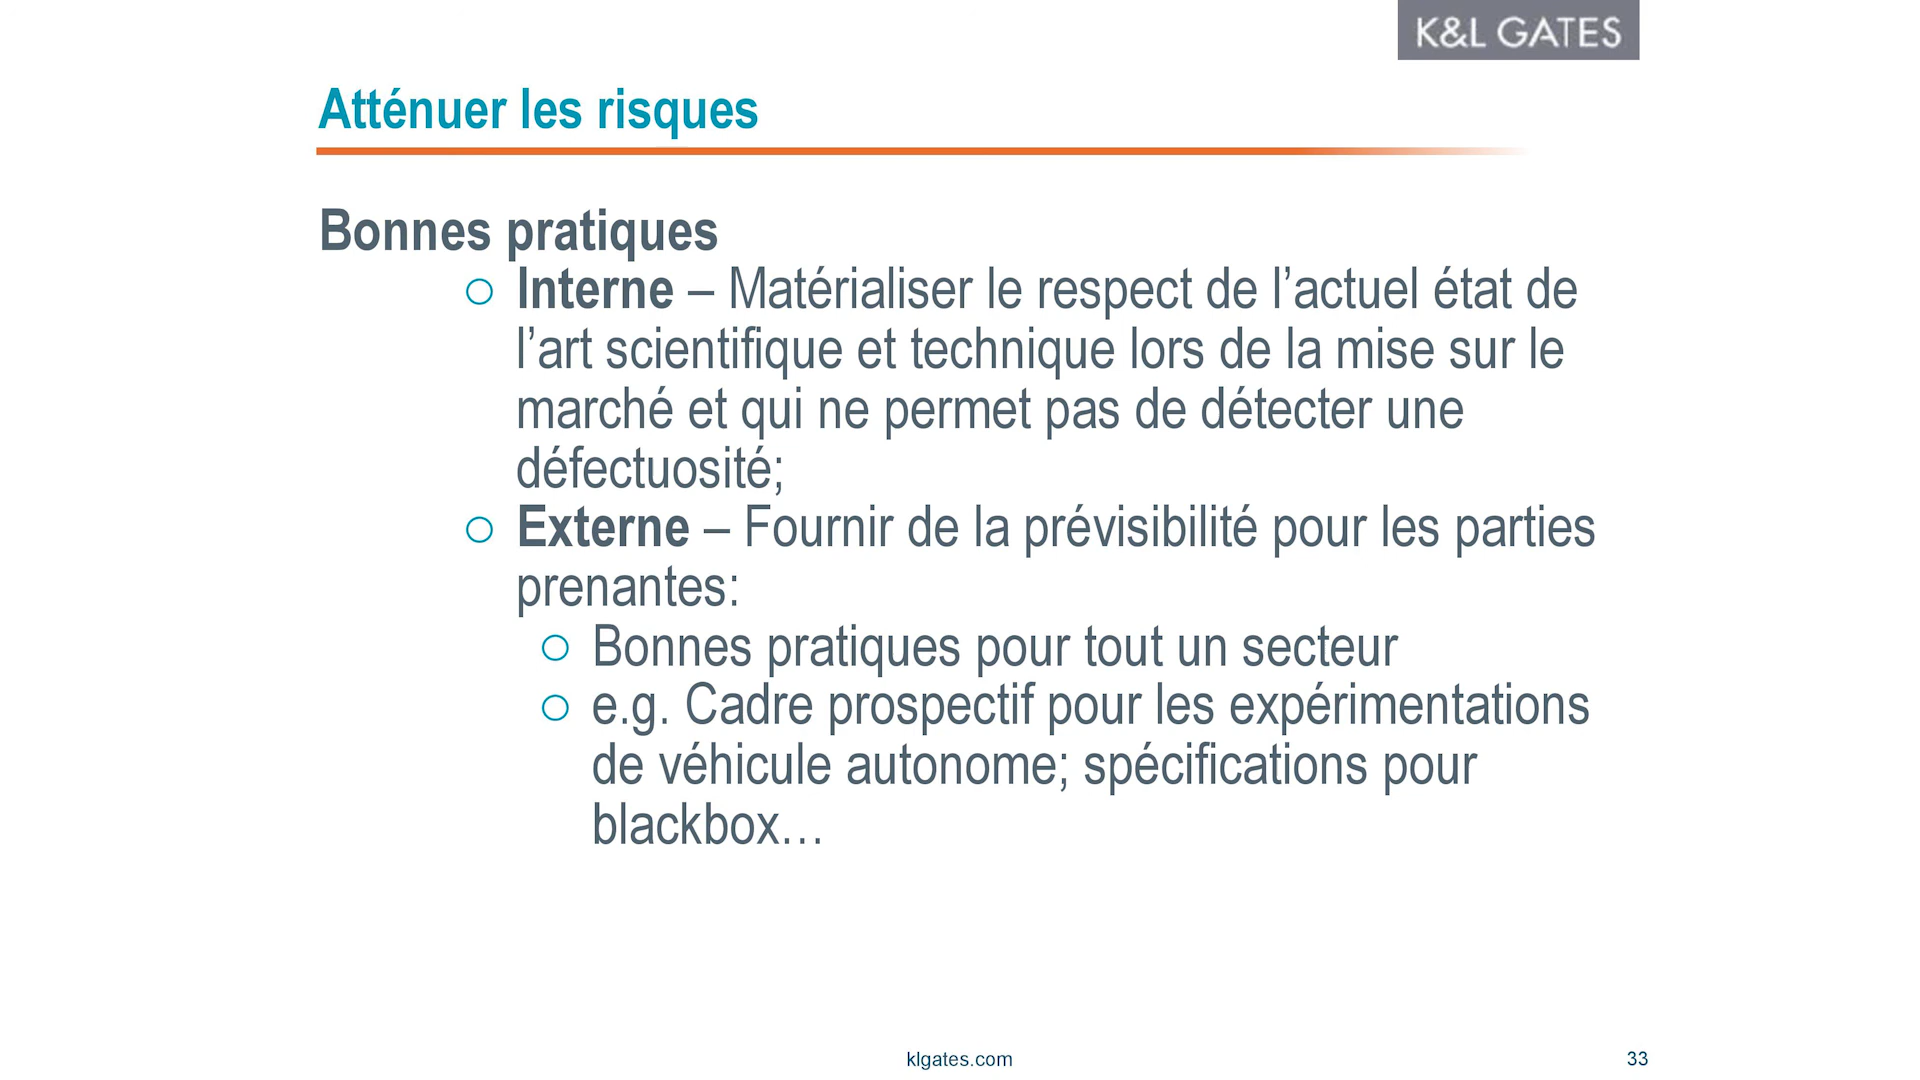 K&L GATES
Atténuer les risques
Bonnes pratiques
○ Interne – Matérialiser le respect de l’actuel état de
l’art scientifique et technique lors de la mise sur le
marché et qui ne permet pas de détecter une
défectuosité;
○ Externe – Fournir de la prévisibilité pour les parties
prenantes:
○ Bonnes pratiques pour tout un secteur
○ e.g. Cadre prospectif pour les expérimentations
de véhicule autonome; spécifications pour
blackbox…
klgates.com
33